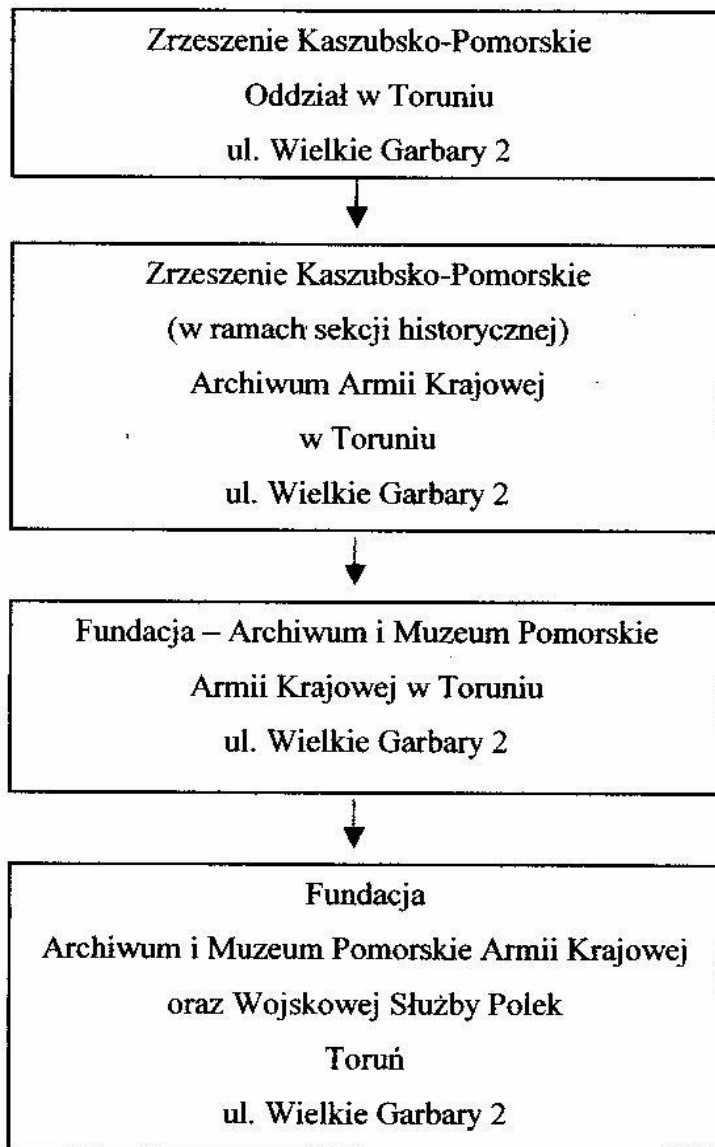 Zrzeszenie Kaszubsko-Pomorskie
Oddział w Toruniu
ul. Wielkie Garbary 2
Zrzeszenie Kaszubsko-Pomorskie
(w ramach sekcji historycznej)
Archiwum Armii Krajowej
w Toruniu
ul. Wielkie Garbary 2
Fundacja – Archiwum i Muzeum Pomorskie
Armii Krajowej w Toruniu
ul. Wielkie Garbary 2
Fundacja
Archiwum i Muzeum Pomorskie Armii Krajowej
oraz Wojskowej Służby Polek
Toruń
ul. Wielkie Garbary 2